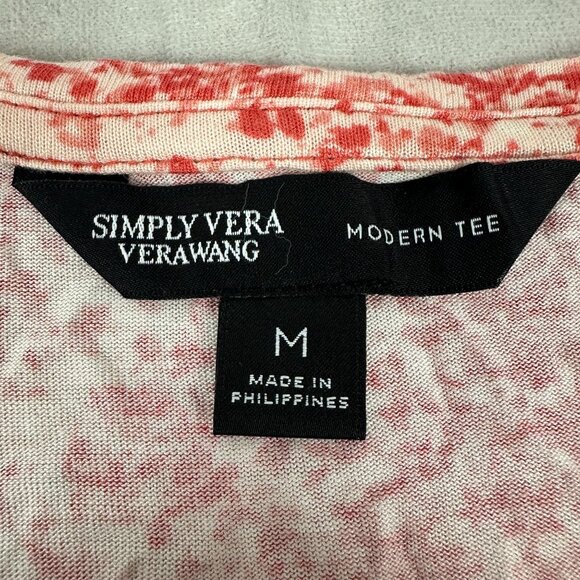 SIMPLY VERA
VERAWANG
MODERN TEE
M
MADE IN
PHILIPPINES